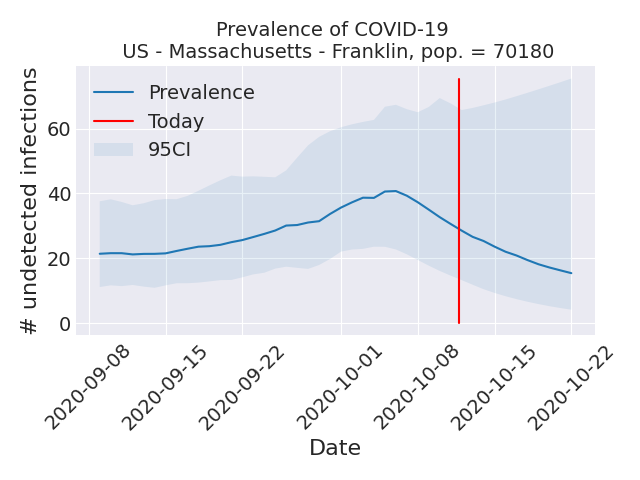 Prevalence of COVID-19
US - Massachusetts - Franklin, pop. = 70180
# undetected infections
60
40
20
0
Prevalence
Today
95CI
2020-09-08
2020-09-15
2020-09-22
2020-10-01
2020-10-08
2020-10-15
2020-10-22
Date